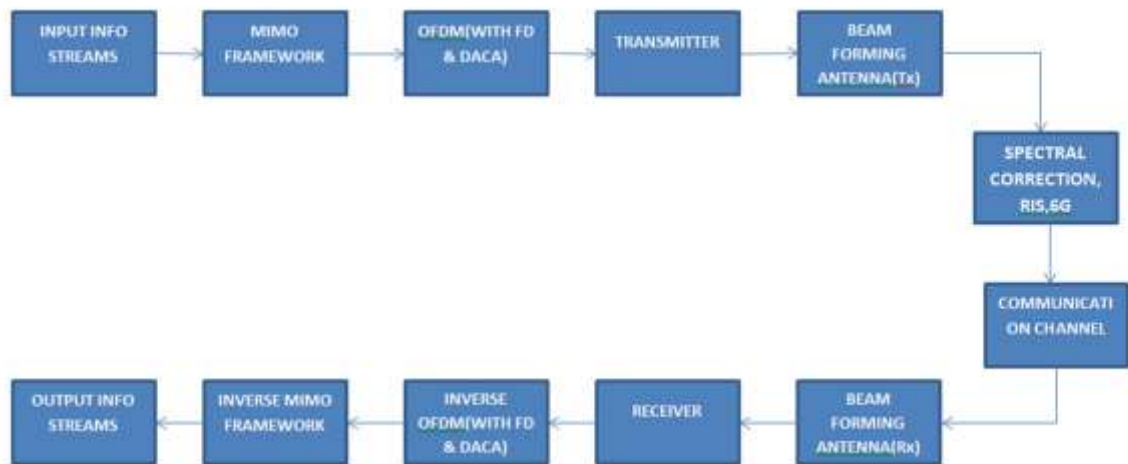 INPUT INFO
STREAMS
MIMO
FRAMEWORK
OFDM(WITH FD
& DACA)
TRANSMITTER
BEAM
FORMING
ANTENNA(Tx)
SPECTRAL
CORRECTION,
RIS,6G
COMMUNICATI
ON CHANNEL
BEAM
FORMING
ANTENNA(Rx)
RECEIVER
INVERSE
OFDM(WITH FD
& DACA)
INVERSE MIMO
FRAMEWORK
OUTPUT INFO
STREAMS